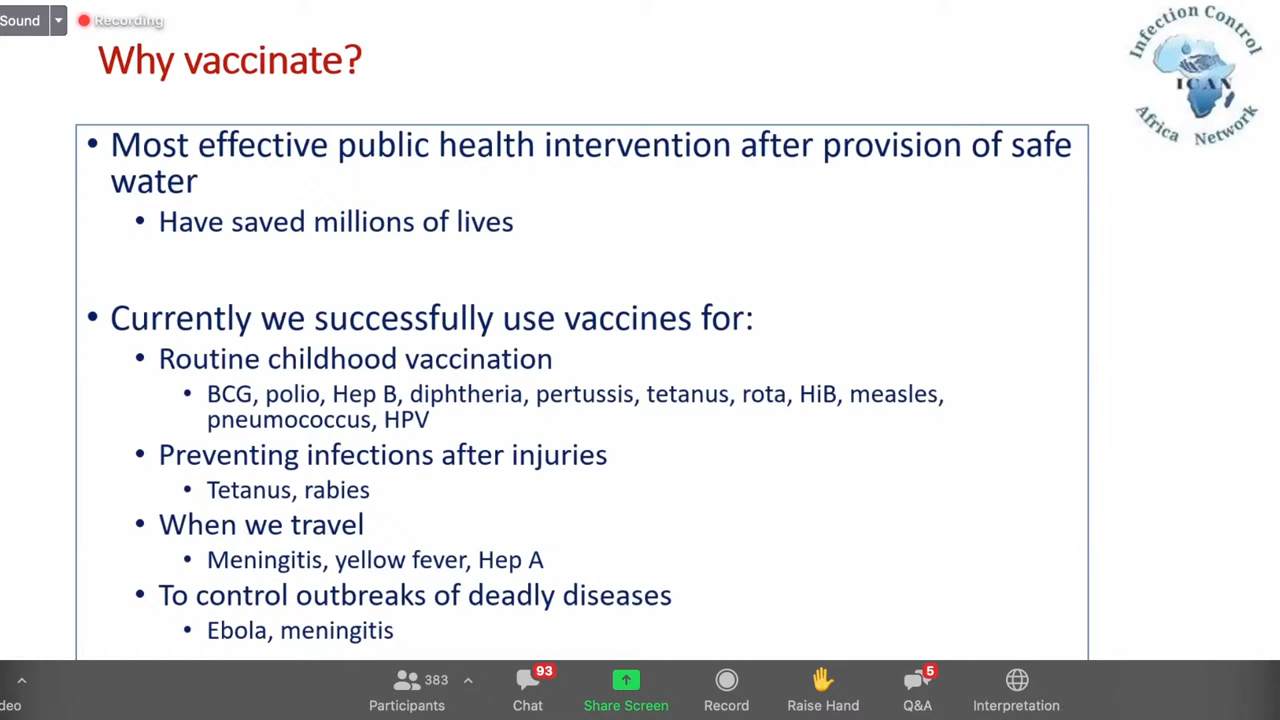 Sound
Recording
Why vaccinate?
Infection Control
ICAN
Africa Network
• Most effective public health intervention after provision of safe
water
• Have saved millions of lives
• Currently we successfully use vaccines for:
• Routine childhood vaccination
• BCG, polio, Hep B, diphtheria, pertussis, tetanus, rota, HiB, measles,
pneumococcus, HPV
• Preventing infections after injuries
• Tetanus, rabies
• When we travel
• Meningitis, yellow fever, Hep A
• To control outbreaks of deadly diseases
• Ebola, meningitis
383
93
5
deo
Participants
Chat
Share Screen
Record
Raise Hand
Q&A
Interpretation